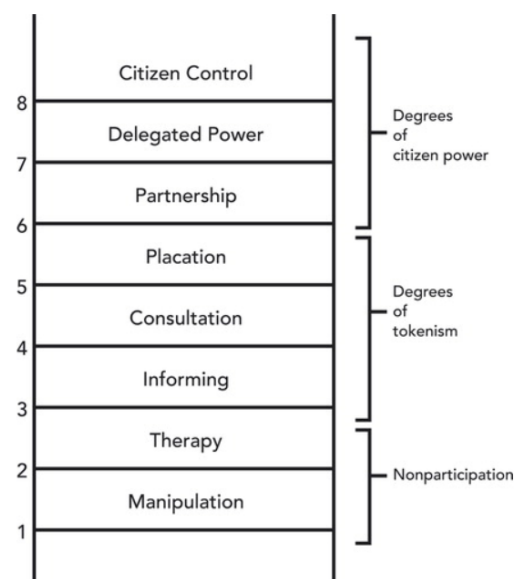 Citizen Control
8
Delegated Power
7
Partnership
6
Placation
5
Consultation
4
Informing
3
Therapy
2
Manipulation
1
Degrees
of
citizen power
Degrees
of
tokenism
Nonparticipation